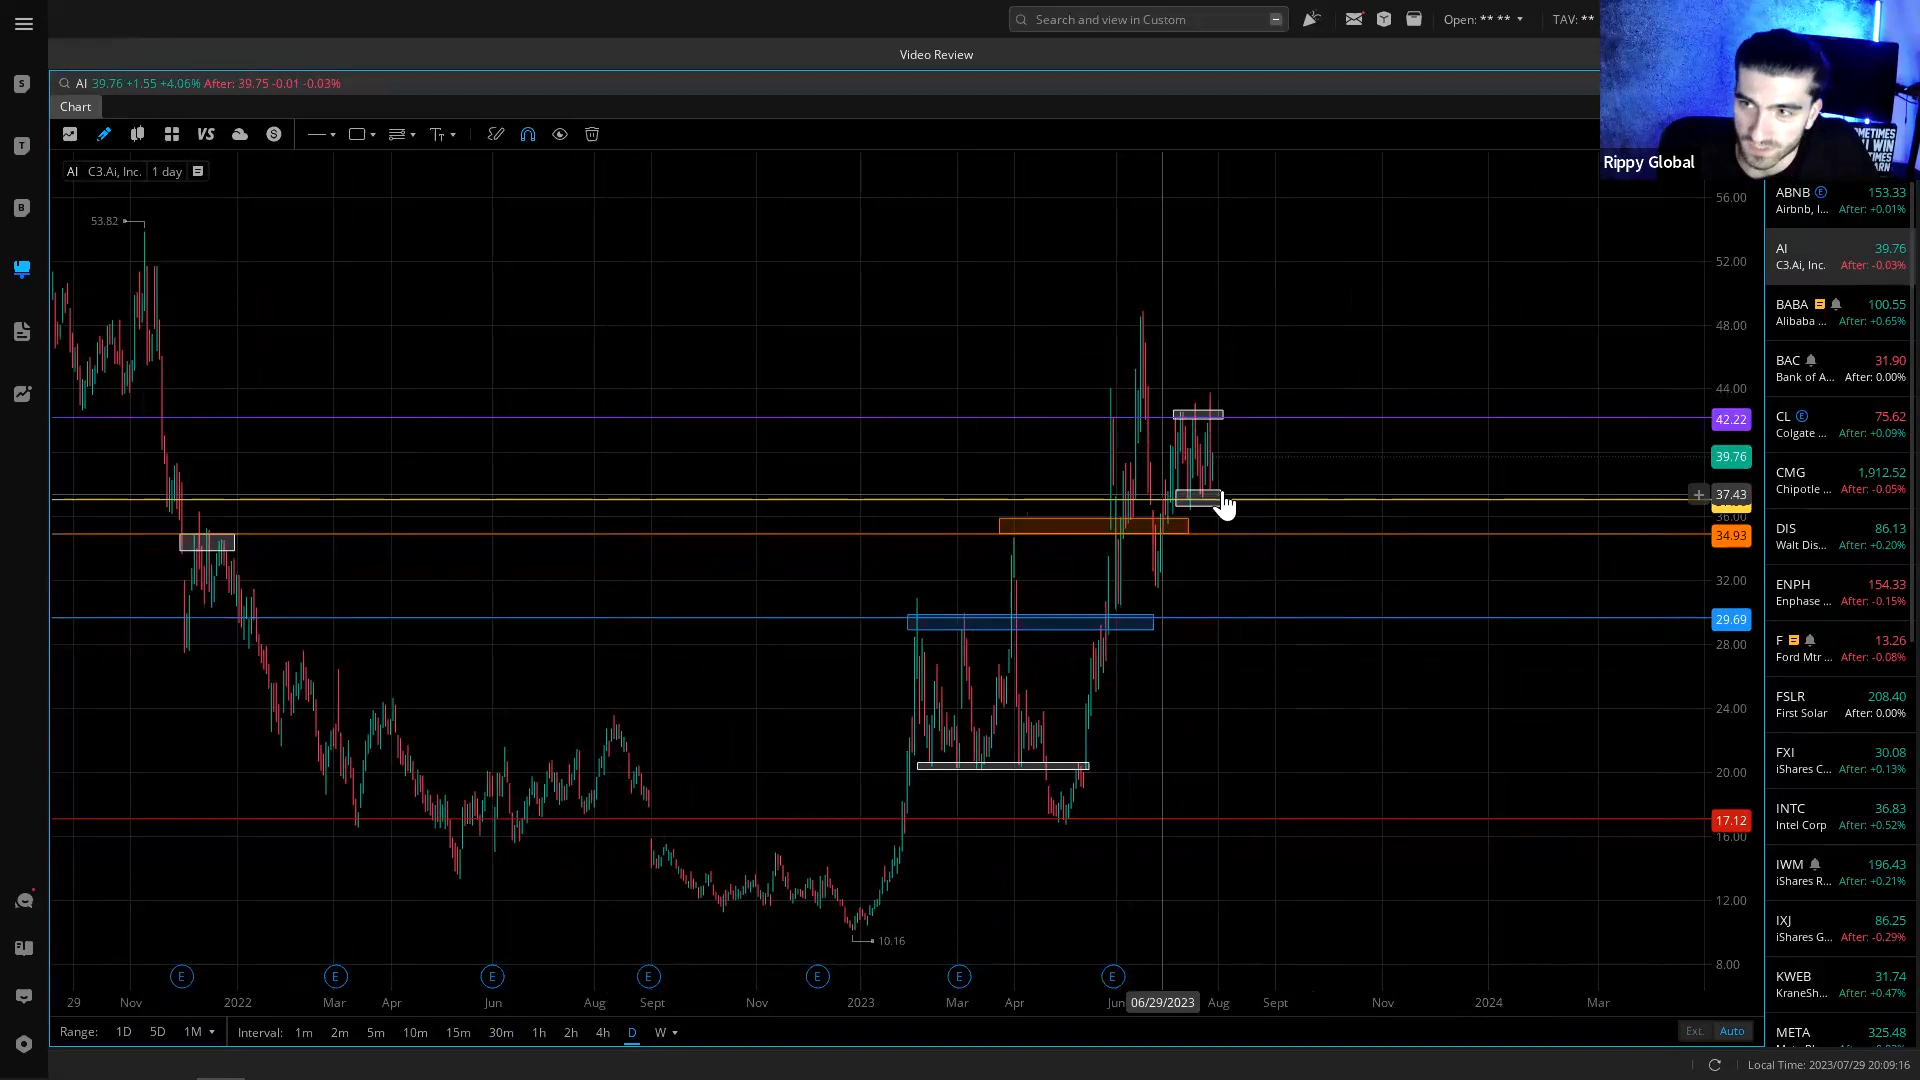 Search and view in Custom
Open: ** **
TAV: **
Video Review
AI 39.76 +1.55 +4.06% After: 39.75 -0.01 -0.03%
Chart
VS
S
AI C3.Ai, Inc. 1 day
S
T
B
53.82
10.16
56.00
52.00
48.00
44.00
42.22
39.76
37.43
36.00
34.93
32.00
29.69
28.00
24.00
20.00
17.12
16.00
12.00
8.00
E E E E E E E
29 Nov 2022 Mar Apr Jun Aug Sept Nov 2023 Mar Apr Jun 06/29/2023 Aug Sept Nov 2024 Mar
Range: 1D 5D 1M Interval: 1m 2m 5m 10m 15m 30m 1h 2h 4h D W
Ext. Auto
Local Time: 2023/07/29 20:09:16
Rippy Global
ABNB E 153.33
Airbnb, I... After: +0.01%
AI 39.76
C3.Ai, Inc. After: -0.03%
BABA 100.55
Alibaba ... After: +0.65%
BAC 31.90
Bank of A... After: 0.00%
CL E 75.62
Colgate ... After: +0.09%
CMG 1,912.52
Chipotle ... After: -0.05%
DIS 86.13
Walt Dis... After: +0.20%
ENPH 154.33
Enphase ... After: -0.15%
F 13.26
Ford Mtr ... After: -0.08%
FSLR 208.40
First Solar After: 0.00%
FXI 30.08
iShares C... After: +0.13%
INTC 36.83
Intel Corp After: +0.52%
IWM 196.43
iShares R... After: +0.21%
IXJ 86.25
iShares G... After: -0.29%
KWEB 31.74
KraneSh... After: +0.47%
META 325.48